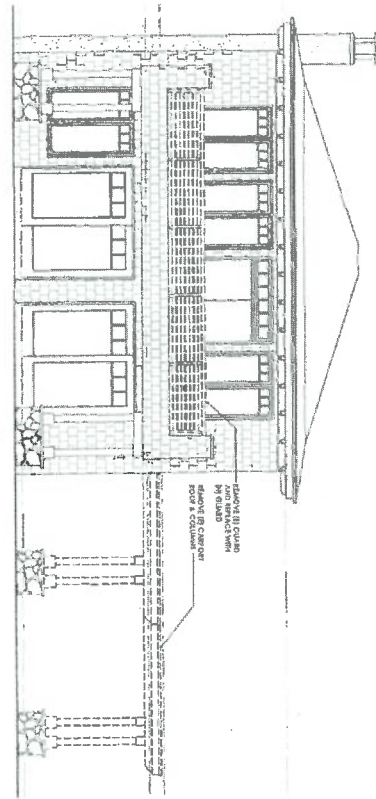 REMOVE (E) GUARD
AND REPLACE WITH
(N) GUARD
REMOVE (E) CARPORT
ROOF & COLUMNS